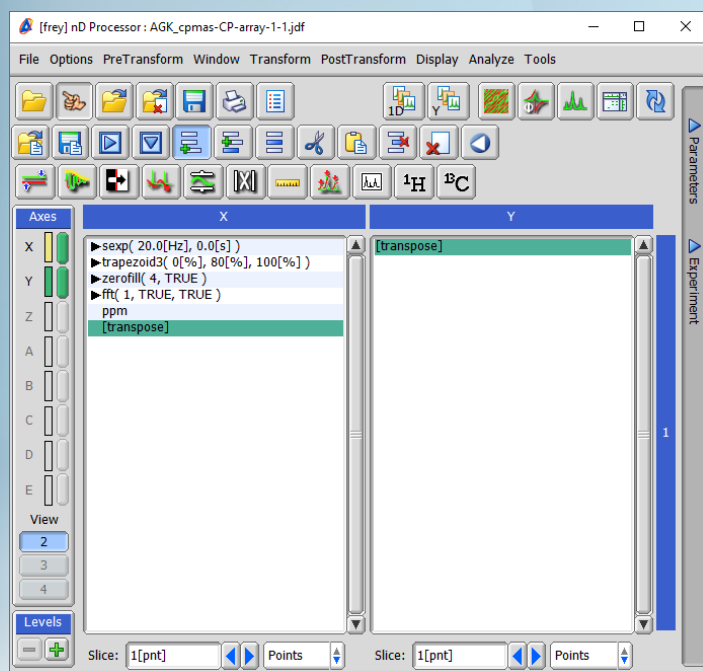 [frey] nD Processor : AGK_cpmas-CP-array-1-1.jdf
File Options PreTransform Window Transform PostTransform Display Analyze Tools
1D Y
¹H ¹³C
Parameters
Experiment
Axes X Y
X
Y
Z
A
B
C
D
E
sexp( 20.0[Hz], 0.0[s] )
trapezoid3( 0[%], 80[%], 100[%] )
zerofill( 4, TRUE )
fft( 1, TRUE, TRUE )
ppm
[transpose]
[transpose]
1
View
2
3
4
Levels
Slice: 1[pnt] Points Slice: 1[pnt] Points